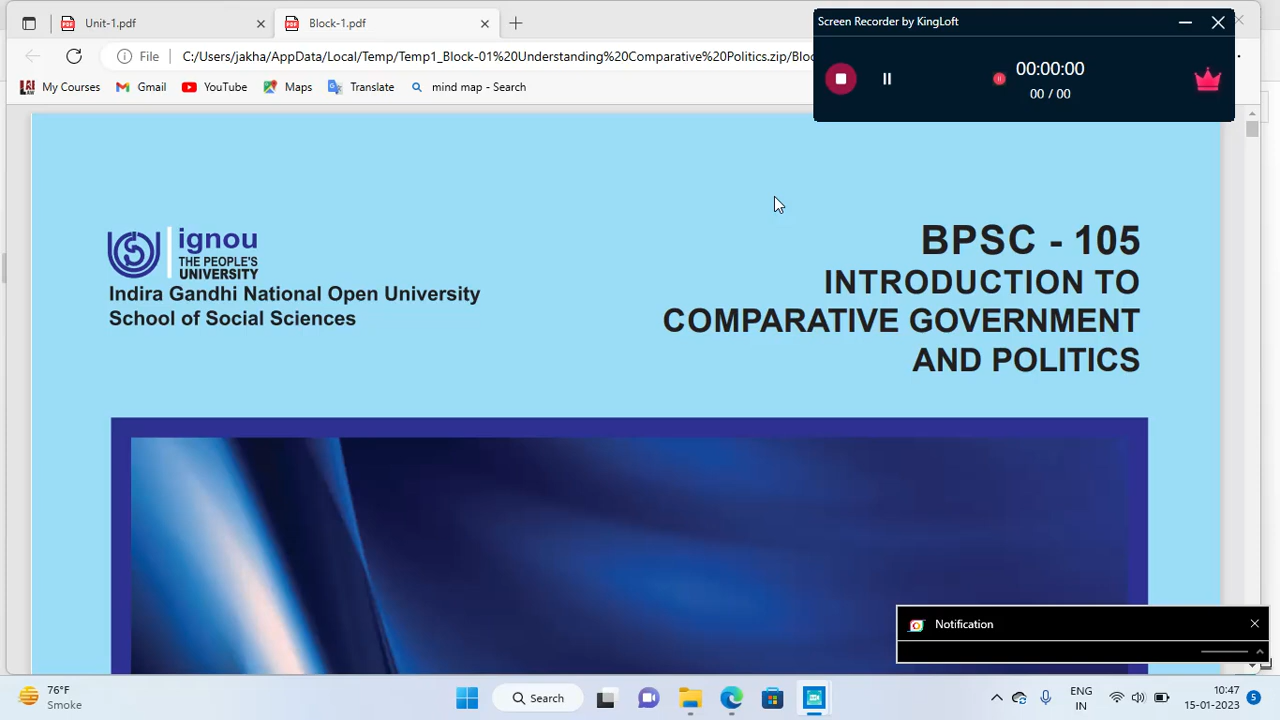 Unit-1.pdf
Block-1.pdf
File
C:/Users/jakha/AppData/Local/Temp/Temp1_Block-01%20Understanding%20Comparative%20Politics.zip/Bloc
My Courses
Gmail
YouTube
Maps
Translate
mind map - Search
Screen Recorder by KingLoft
00:00:00
00 / 00
ignou
THE PEOPLE'S
UNIVERSITY
Indira Gandhi National Open University
School of Social Sciences
BPSC - 105
INTRODUCTION TO
COMPARATIVE GOVERNMENT
AND POLITICS
Notification
76°F
Smoke
Search
ENG
IN
10:47
15-01-2023
5